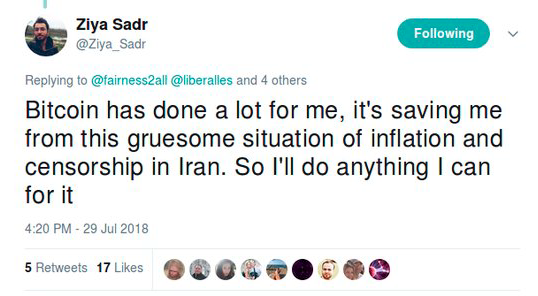 Ziya Sadr
@Ziya_Sadr
Following
Replying to @fairness2all @liberalles and 4 others
Bitcoin has done a lot for me, it's saving me
from this gruesome situation of inflation and
censorship in Iran. So I'll do anything I can
for it
4:20 PM - 29 Jul 2018
5 Retweets 17 Likes